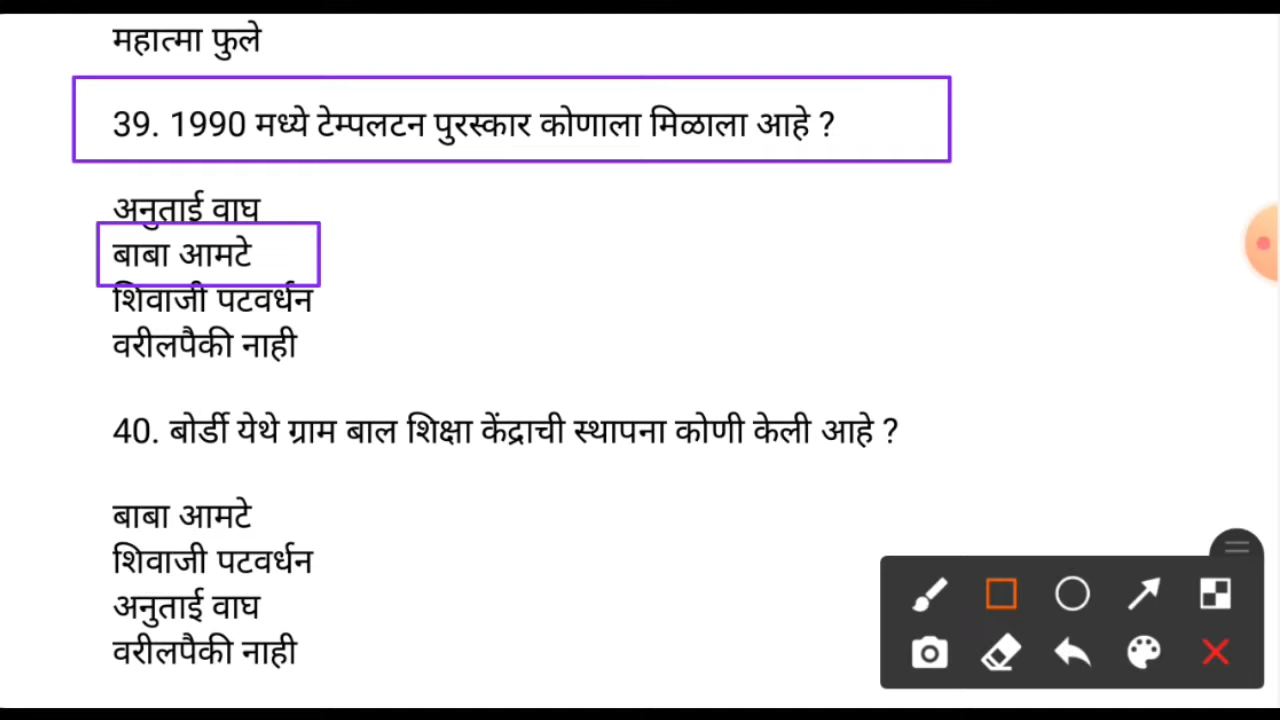 महात्मा फुले
39. 1990 मध्ये टेम्पलटन पुरस्कार कोणाला मिळाला आहे ?
अनुताई वाघ
बाबा आमटे
शिवाजी पटवर्धन
वरीलपैकी नाही
40. बोर्डी येथे ग्राम बाल शिक्षा केंद्राची स्थापना कोणी केली आहे ?
बाबा आमटे
शिवाजी पटवर्धन
अनुताई वाघ
वरीलपैकी नाही